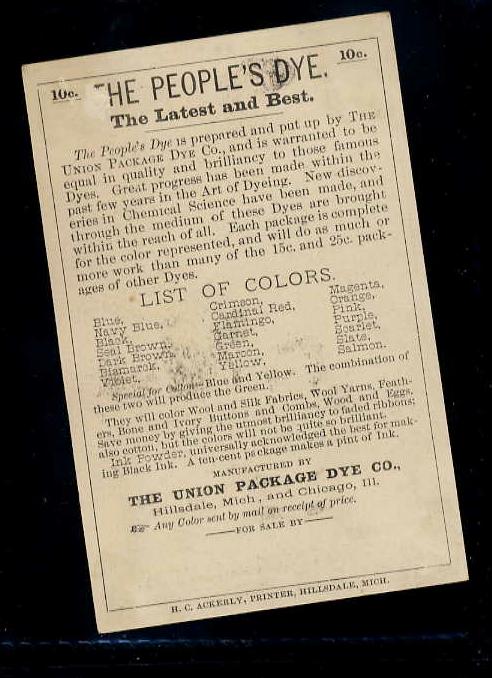 10c. THE PEOPLE'S DYE. 10c.
The Latest and Best.
The People's Dye is prepared and put up by THE
UNION PACKAGE DYE Co., and is warranted to be
equal in quality and brilliancy to those famous
Dyes. Great progress has been made within the
past few years in the Art of Dyeing. New discov-
eries in Chemical Science have been made, and
through the medium of these Dyes are brought
within the reach of all. Each package is complete
for the color represented, and will do as much or
more work than many of the 15c. and 25c. pack-
ages of other Dyes.
LIST OF COLORS.
Blue,
Navy Blue,
Black,
Seal Brown,
Dark Brown,
Bismarok,
Violet,
Crimson,
Cardinal Red,
Flamingo,
Garnet,
Green,
Maroon,
Yellow,
Magenta,
Orange,
Pink,
Purple,
Scarlet,
Slate,
Salmon.
Special for Cotton—Blue and Yellow. The combination of
these two will produce the Green.
They will color Wool and Silk Fabrics, Wool Yarns, Feath-
ers, Bone and Ivory Buttons and Combs, Wood and Eggs.
Save money by giving the utmost brilliancy to faded ribbons;
also cotton, but the colors will not be quite so brilliant.
Ink Powder, universally acknowledged the best for mak-
ing Black Ink. A ten-cent package makes a pint of Ink.
MANUFACTURED BY
THE UNION PACKAGE DYE CO.,
Hillsdale, Mich., and Chicago, Ill.
☞ Any Color sent by mail on receipt of price.
——FOR SALE BY——
H. C. ACKERLY, PRINTER, HILLSDALE, MICH.